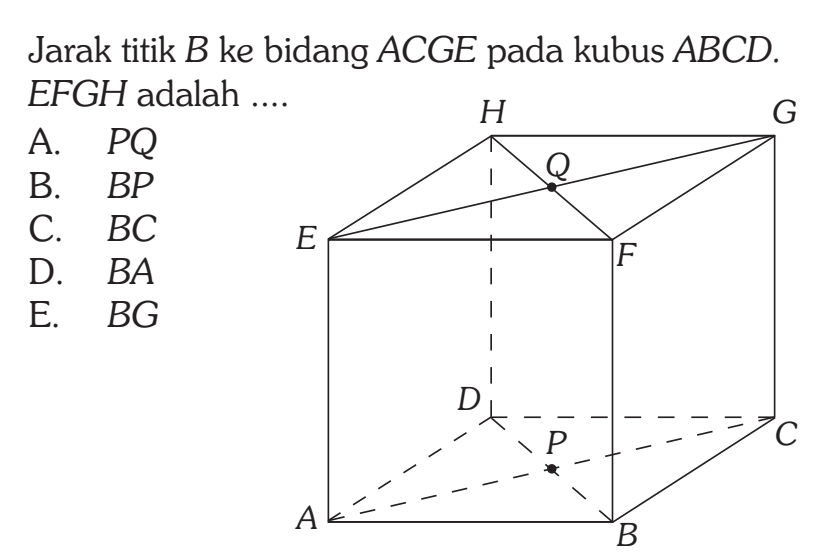 Jarak titik B ke bidang ACGE pada kubus ABCD.
EFGH adalah ....
A. PQ
B. BP
C. BC
D. BA
E. BG
H
G
Q
E
F
D
P
C
A
B